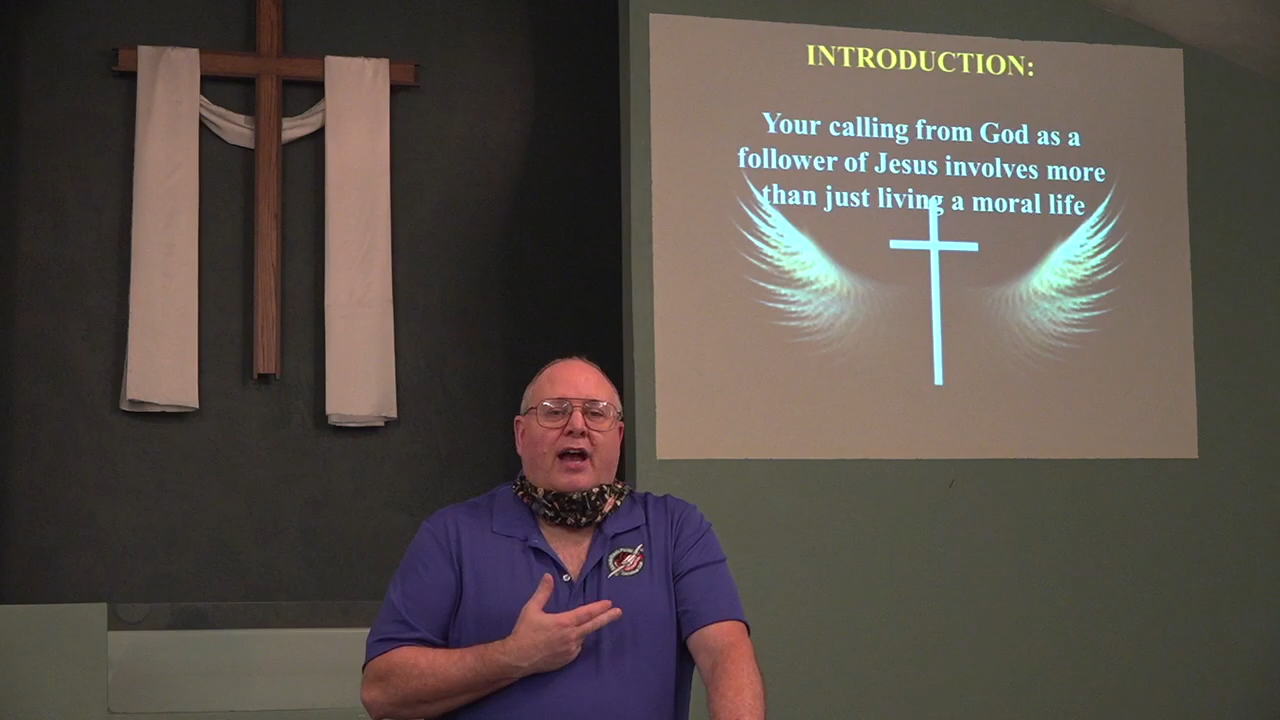 INTRODUCTION:
Your calling from God as a
follower of Jesus involves more
than just living a moral life